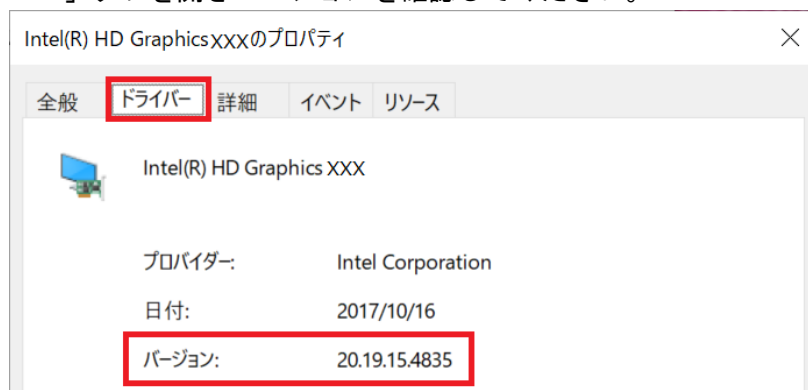 Intel(R) HD Graphics XXXのプロパティ
全般 ドライバー 詳細 イベント リソース
Intel(R) HD Graphics XXX
プロバイダー: Intel Corporation
日付: 2017/10/16
バージョン: 20.19.15.4835